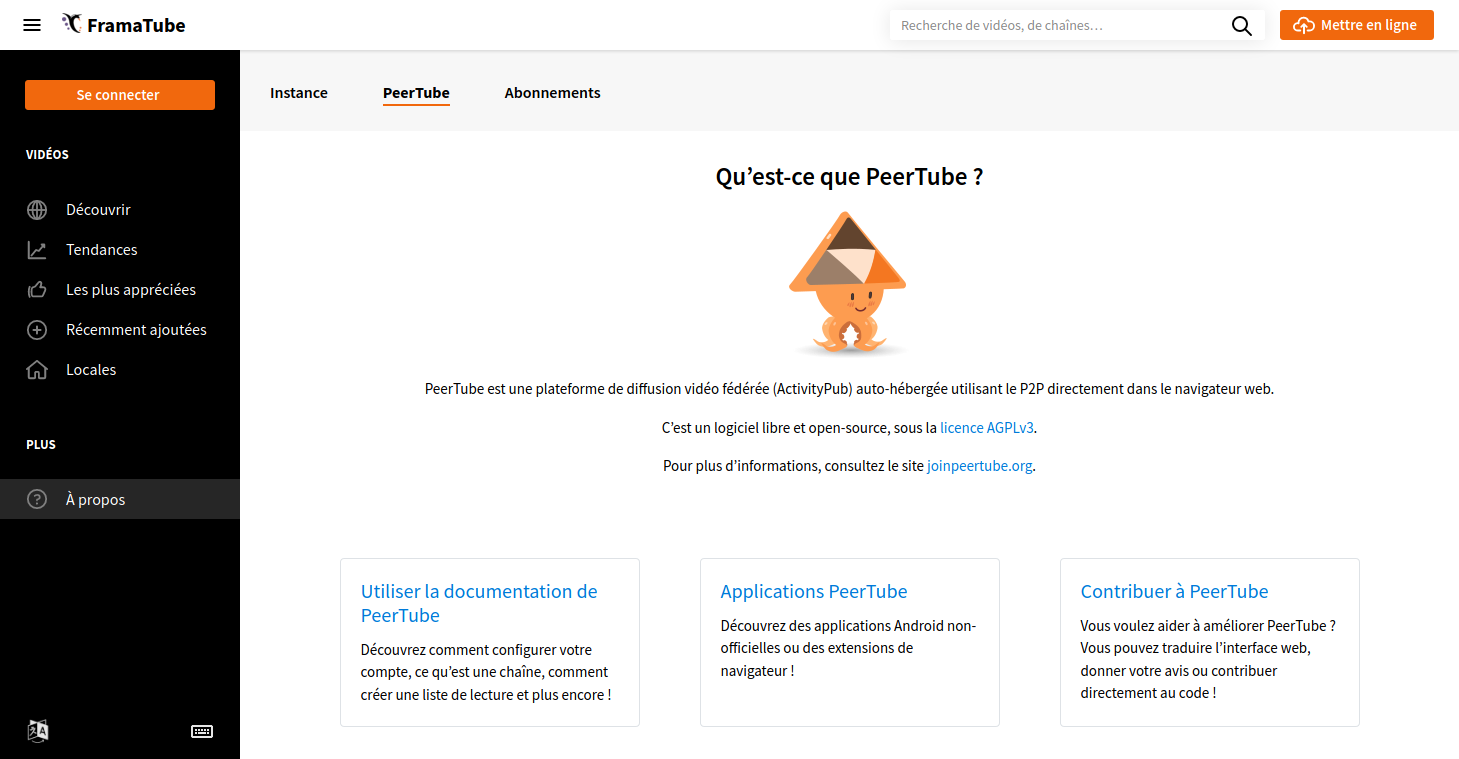 FramaTube
Recherche de vidéos, de chaînes…
Mettre en ligne
Se connecter
VIDÉOS
Découvrir
Tendances
Les plus appréciées
Récemment ajoutées
Locales
PLUS
À propos
Instance
PeerTube
Abonnements
Qu’est-ce que PeerTube ?
PeerTube est une plateforme de diffusion vidéo fédérée (ActivityPub) auto-hébergée utilisant le P2P directement dans le navigateur web.
C’est un logiciel libre et open-source, sous la licence AGPLv3.
Pour plus d’informations, consultez le site joinpeertube.org.
Utiliser la documentation de
PeerTube
Découvrez comment configurer votre
compte, ce qu’est une chaîne, comment
créer une liste de lecture et plus encore !
Applications PeerTube
Découvrez des applications Android non-
officielles ou des extensions de
navigateur !
Contribuer à PeerTube
Vous voulez aider à améliorer PeerTube ?
Vous pouvez traduire l’interface web,
donner votre avis ou contribuer
directement au code !